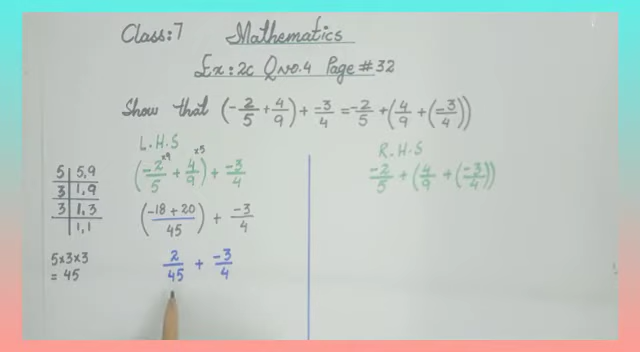 Class:7 Mathematics
Ex:2c Q no.4 Page #32
Show that (-2/5 + 4/9) + -3/4 = -2/5 + (4/9 + (-3/4))
L.H.S
(-2/5 + 4/9) + -3/4
×9 ×5
(-18 + 20 / 45) + -3/4
2/45 + -3/4
5 | 5,9
3 | 1,9
3 | 1,3
| 1,1
5×3×3
= 45
R.H.S
-2/5 + (4/9 + (-3/4))